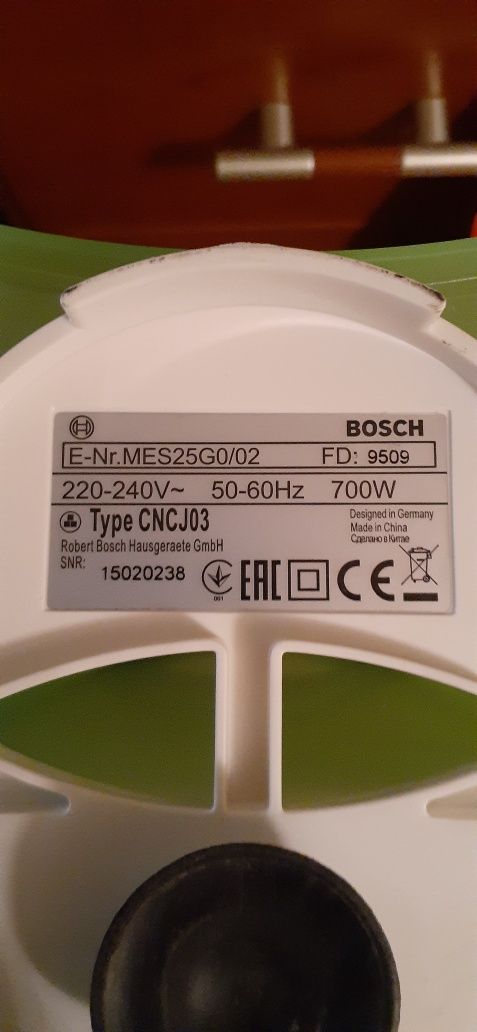 BOSCH
E-Nr.MES25G0/02 FD: 9509
220-240V~ 50-60Hz 700W
Type CNCJ03
Designed in Germany
Made in China
Сделано в Китае
Robert Bosch Hausgeraete GmbH
SNR: 15020238
001
EAC CE